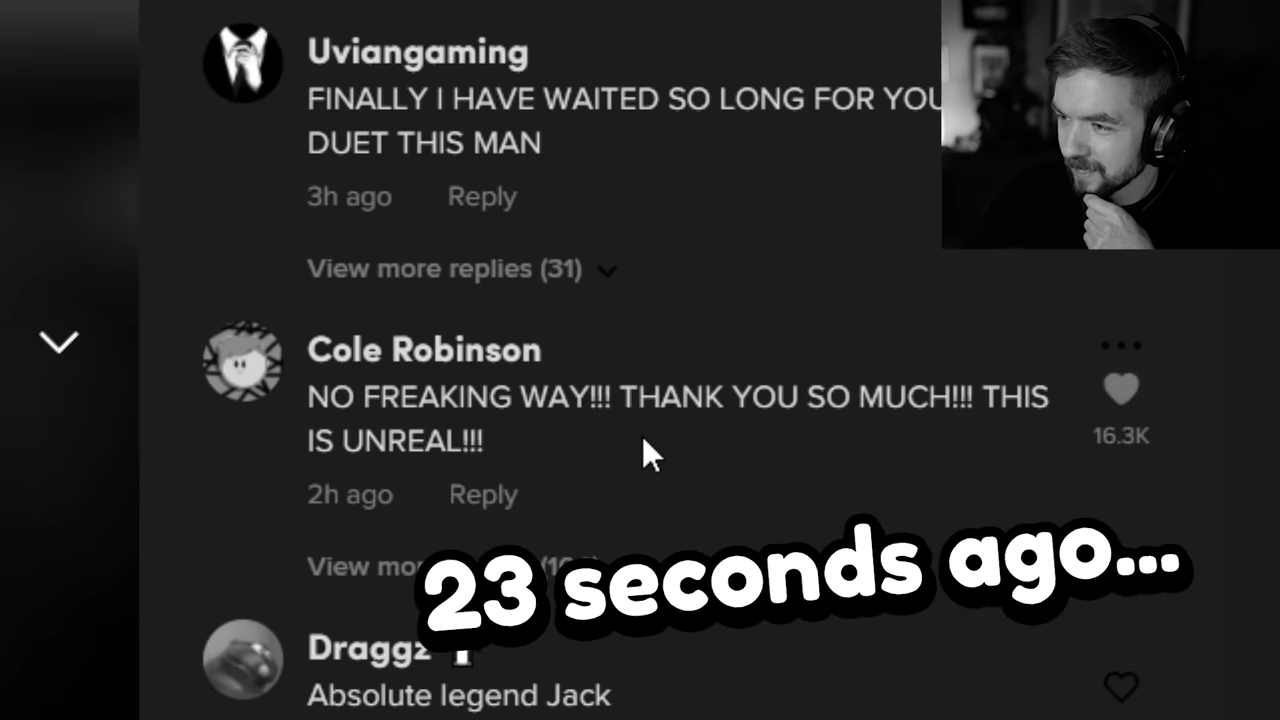 Uviangaming
FINALLY I HAVE WAITED SO LONG FOR YOU
DUET THIS MAN
3h ago Reply
View more replies (31)
Cole Robinson
NO FREAKING WAY!!! THANK YOU SO MUCH!!! THIS
IS UNREAL!!!
16.3K
2h ago Reply
View
23 seconds ago...
Draggz
Absolute legend Jack